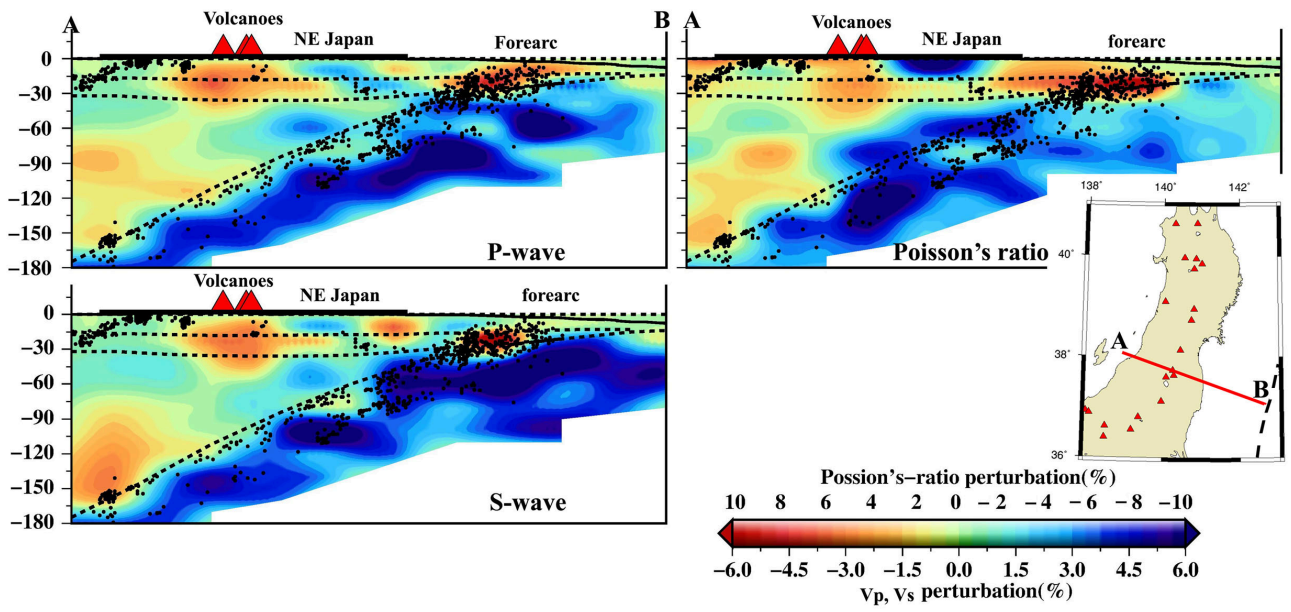 A
Volcanoes
NE Japan
Forearc
B
0
−30
−60
−90
−120
−150
−180
P-wave
A
Volcanoes
NE Japan
forearc
0
−30
−60
−90
−120
−150
−180
Poisson's ratio
Volcanoes
NE Japan
forearc
0
−30
−60
−90
−120
−150
−180
S-wave
138° 140° 142°
40°
38°
36°
A
B
Possion's−ratio perturbation(%)
10 8 6 4 2 0 −2 −4 −6 −8 −10
−6.0 −4.5 −3.0 −1.5 0.0 1.5 3.0 4.5 6.0
Vp, Vs perturbation(%)